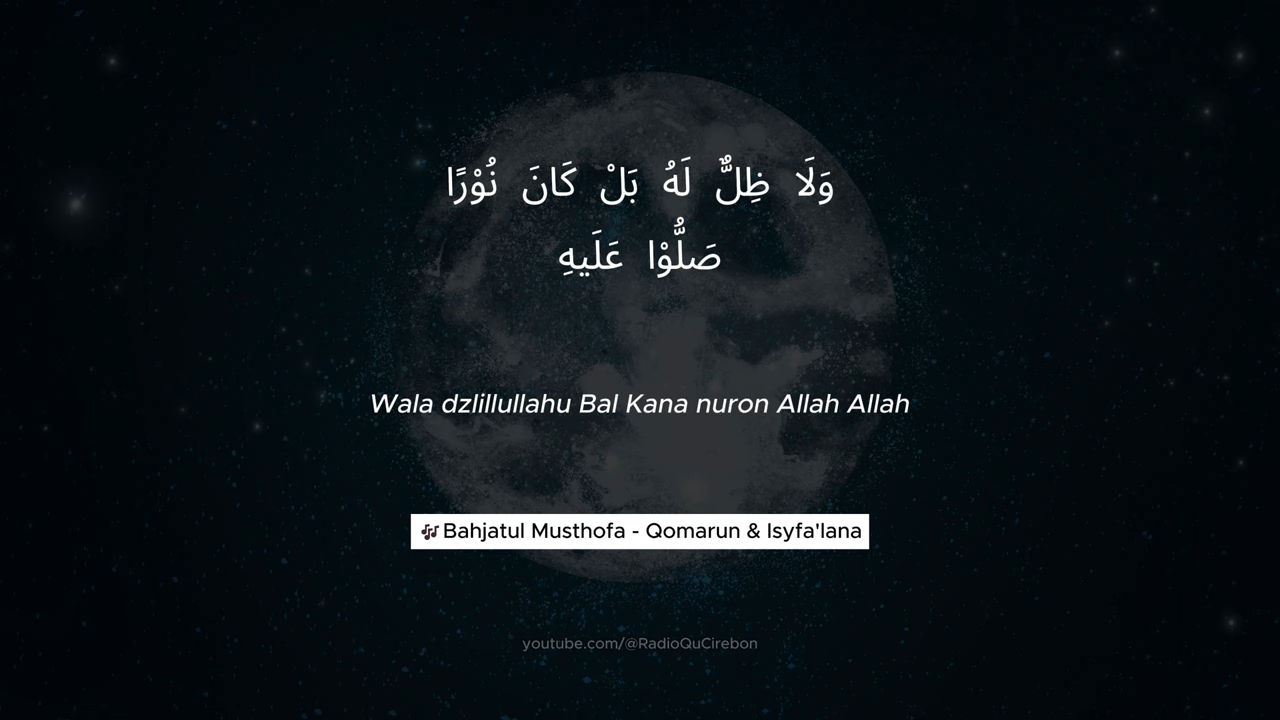 وَلَا ظِلٌّ لَهُ بَلْ كَانَ نُوْرًا
صَلُّوْا عَلَيهِ
Wala dzlillullahu Bal Kana nuron Allah Allah
🎶Bahjatul Musthofa - Qomarun & Isyfa'lana
youtube.com/@RadioQuCirebon